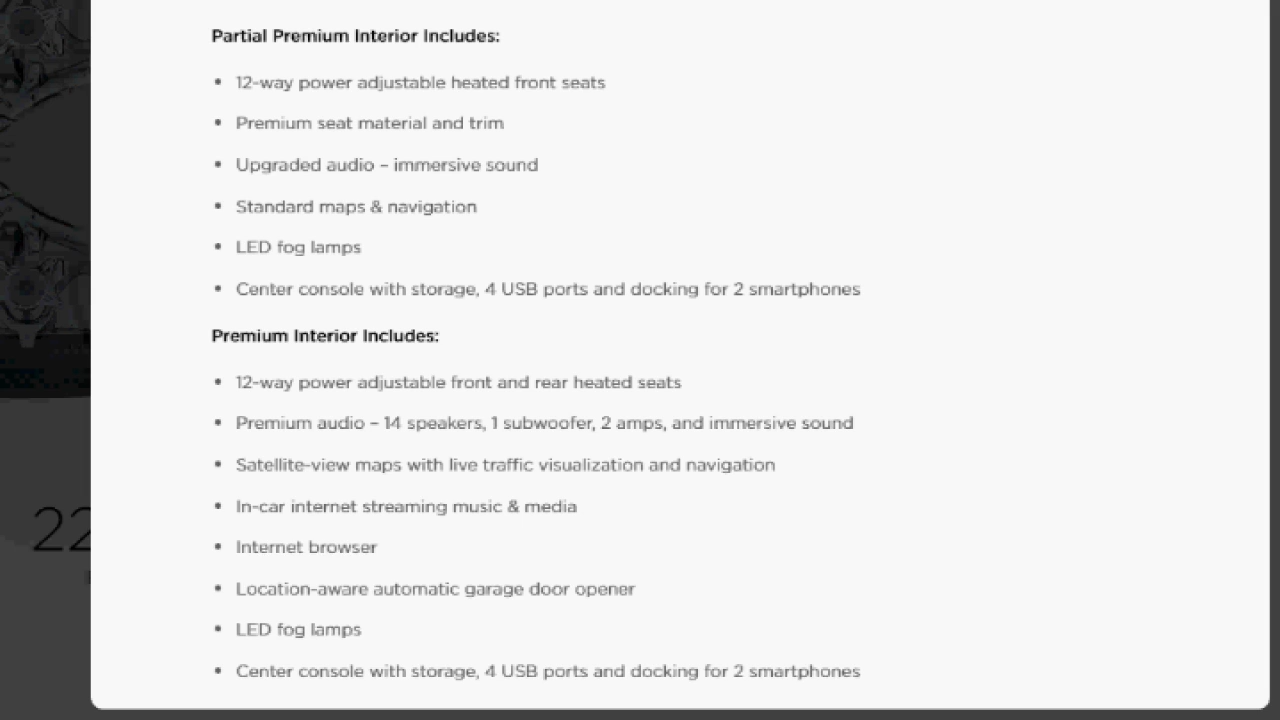 Partial Premium Interior Includes:
• 12-way power adjustable heated front seats
• Premium seat material and trim
• Upgraded audio – immersive sound
• Standard maps & navigation
• LED fog lamps
• Center console with storage, 4 USB ports and docking for 2 smartphones
Premium Interior Includes:
• 12-way power adjustable front and rear heated seats
• Premium audio – 14 speakers, 1 subwoofer, 2 amps, and immersive sound
• Satellite-view maps with live traffic visualization and navigation
• In-car internet streaming music & media
22
• Internet browser
• Location-aware automatic garage door opener
• LED fog lamps
• Center console with storage, 4 USB ports and docking for 2 smartphones